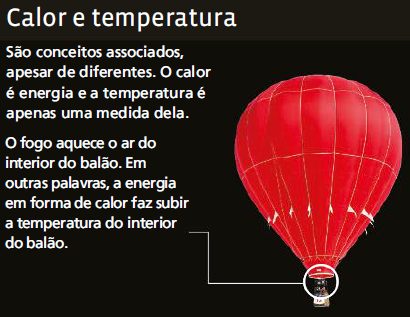 Calor e temperatura
São conceitos associados,
apesar de diferentes. O calor
é energia e a temperatura é
apenas uma medida dela.
O fogo aquece o ar do
interior do balão. Em
outras palavras, a energia
em forma de calor faz subir
a temperatura do interior
do balão.